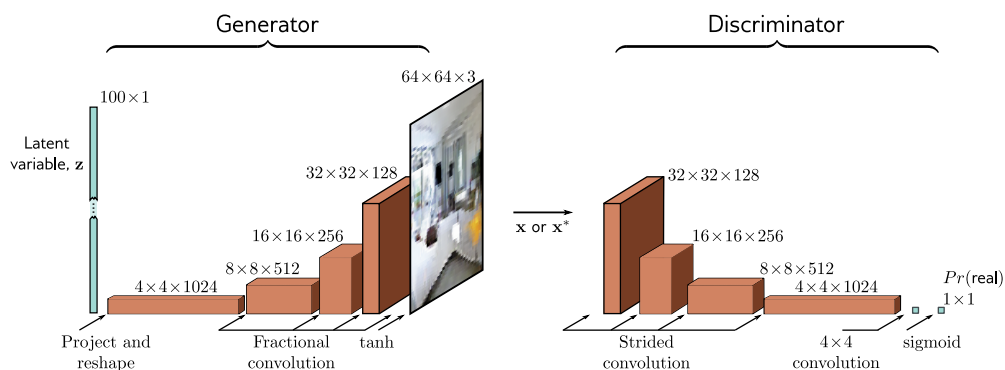 Generator
Discriminator
64×64×3
100×1
Latent
variable, z
32×32×128
32×32×128
x or x*
16×16×256
16×16×256
8×8×512
8×8×512
4×4×1024
4×4×1024
Pr(real)
1×1
Project and
reshape
Fractional
convolution
tanh
Strided
convolution
4×4
convolution
sigmoid